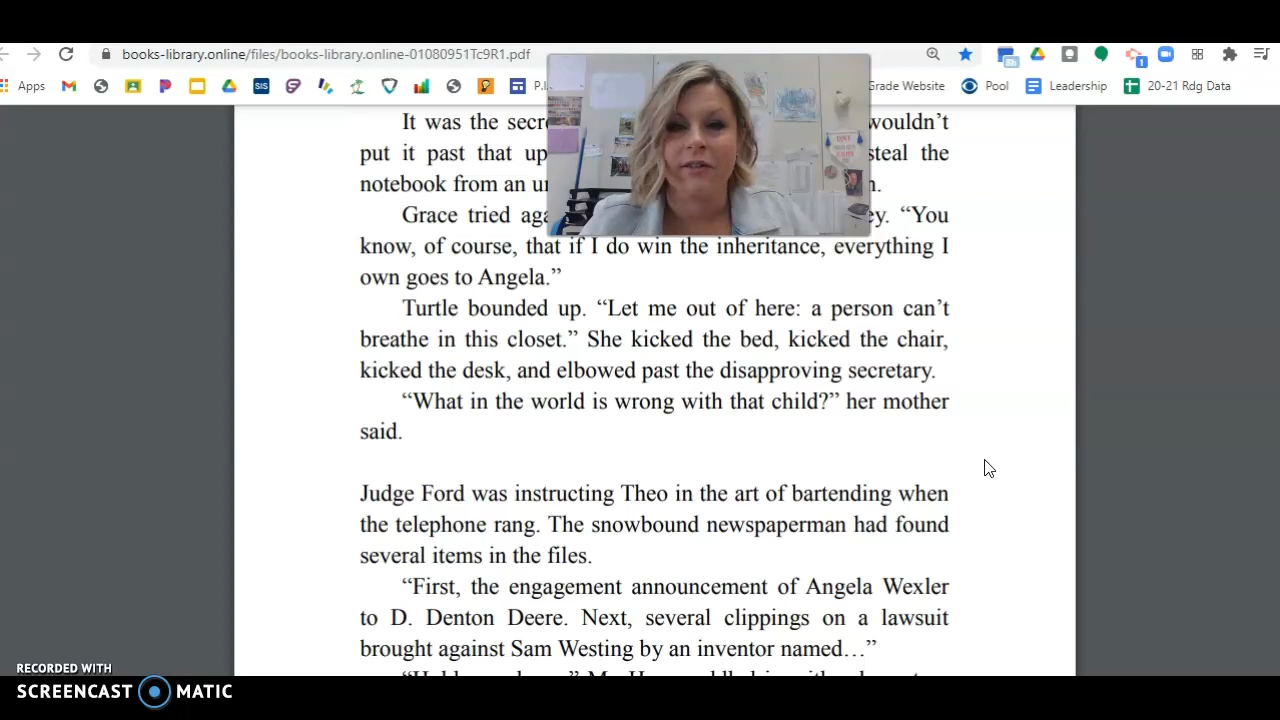 books-library.online/files/books-library.online-01080951Tc9R1.pdf
8h
1
Apps
SIS
P.I.
Grade Website
Pool
Leadership
20-21 Rdg Data
It was the secre wouldn’t
put it past that up steal the
notebook from an un
Grace tried aga ey. “You
know, of course, that if I do win the inheritance, everything I
own goes to Angela.”
Turtle bounded up. “Let me out of here: a person can’t
breathe in this closet.” She kicked the bed, kicked the chair,
kicked the desk, and elbowed past the disapproving secretary.
“What in the world is wrong with that child?” her mother
said.
Judge Ford was instructing Theo in the art of bartending when
the telephone rang. The snowbound newspaperman had found
several items in the files.
“First, the engagement announcement of Angela Wexler
to D. Denton Deere. Next, several clippings on a lawsuit
brought against Sam Westing by an inventor named…”
RECORDED WITH
SCREENCAST MATIC